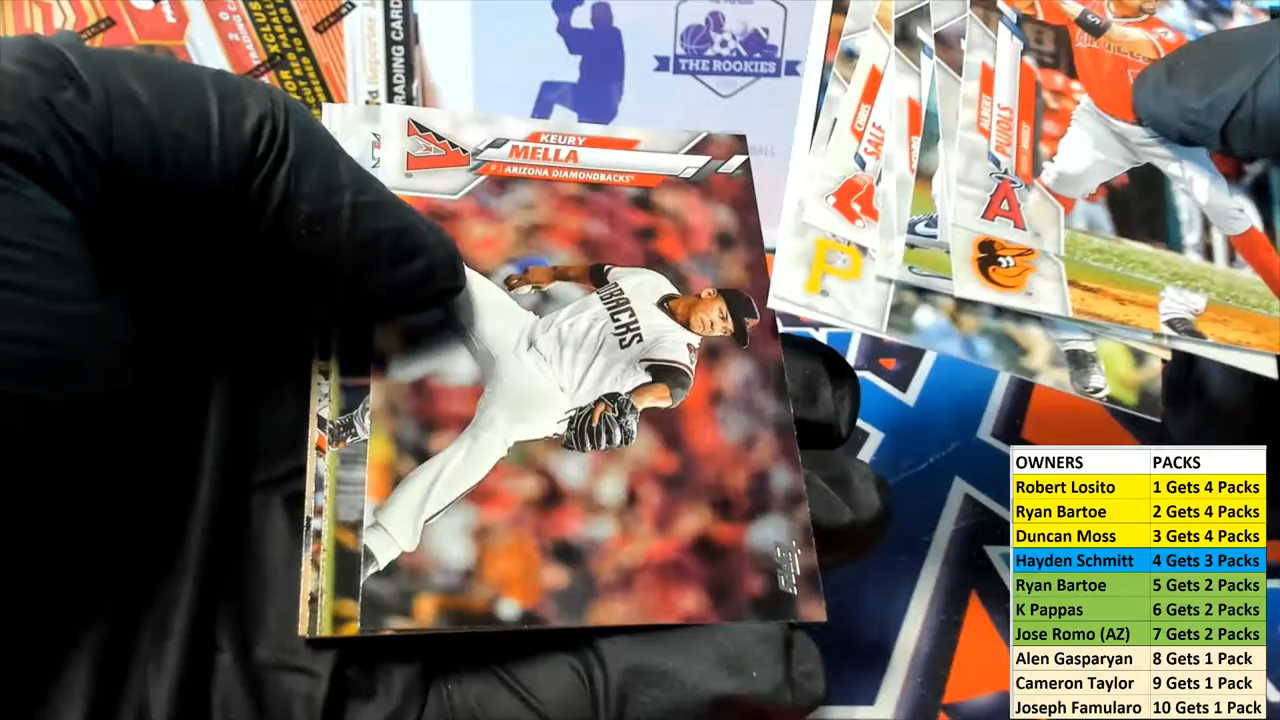 EXCLUSIVE
TRADING CARD
THE ROOKIES
KEURY
MELLA
P | ARIZONA DIAMONDBACKS
CHRIS
SALE
ALBERT
PUJOLS
A
P
OWNERS PACKS
Robert Losito 1 Gets 4 Packs
Ryan Bartoe 2 Gets 4 Packs
Duncan Moss 3 Gets 4 Packs
Hayden Schmitt 4 Gets 3 Packs
Ryan Bartoe 5 Gets 2 Packs
K Pappas 6 Gets 2 Packs
Jose Romo (AZ) 7 Gets 2 Packs
Alen Gasparyan 8 Gets 1 Pack
Cameron Taylor 9 Gets 1 Pack
Joseph Famularo 10 Gets 1 Pack